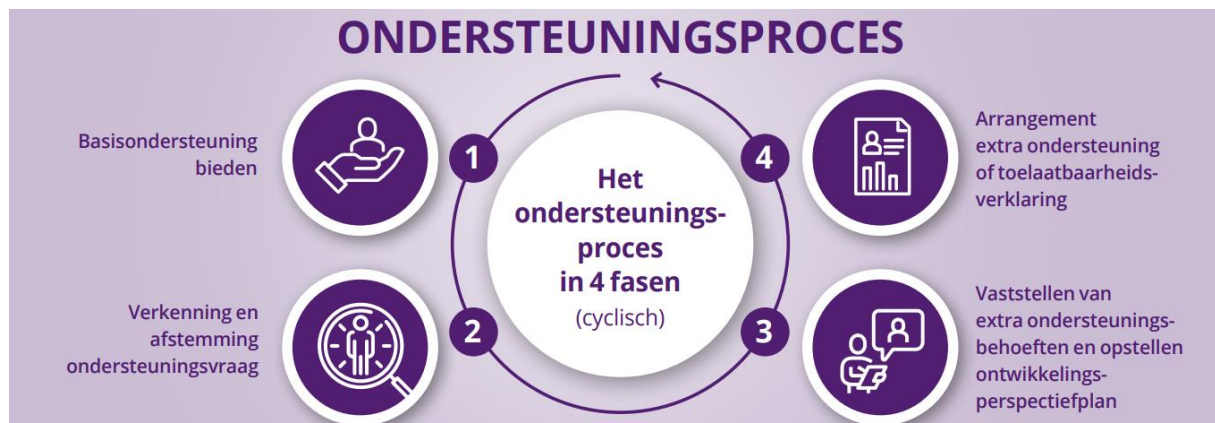 ONDERSTEUNINGSPROCES
Basisondersteuning
bieden
1
Verkenning en
afstemming
ondersteuningsvraag
2
Het
ondersteunings-
proces
in 4 fasen
(cyclisch)
3
Vaststellen van
extra ondersteunings-
behoeften en opstellen
ontwikkelings-
perspectiefplan
4
Arrangement
extra ondersteuning
of toelaatbaarheids-
verklaring